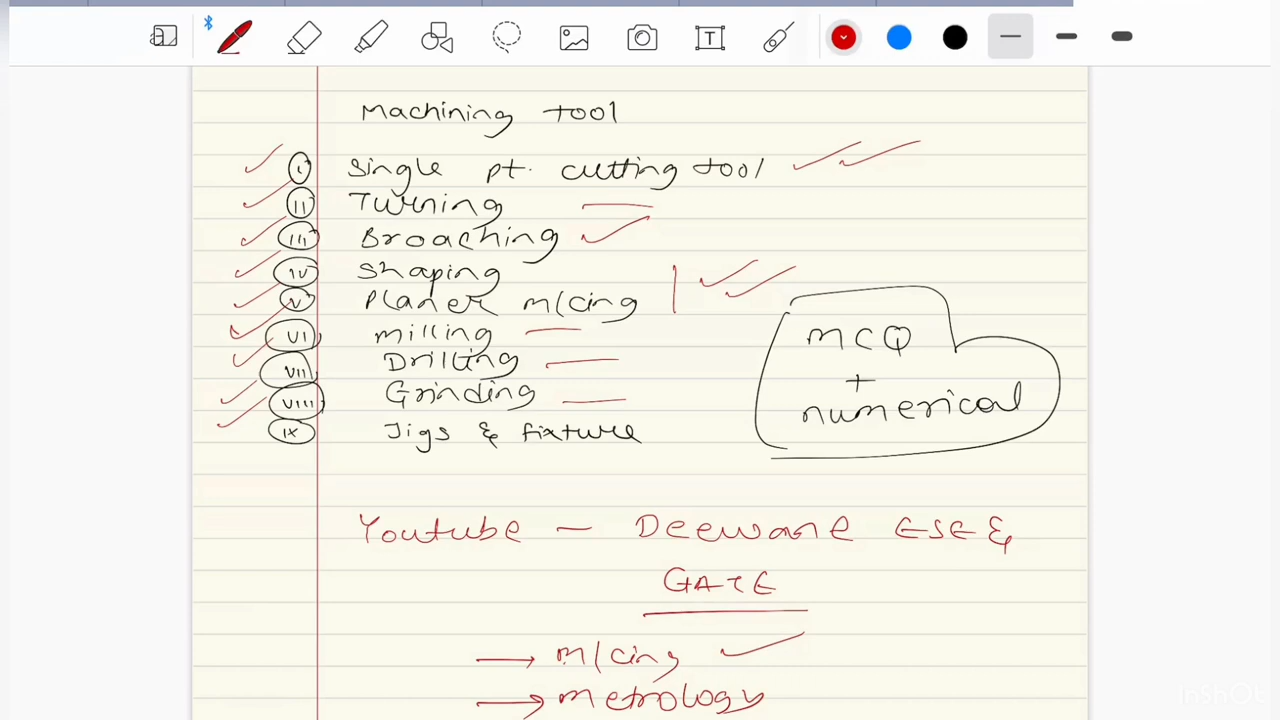 Machining tool
I Single pt. cutting tool
II Turning
III Broaching
IV Shaping
V Planer m/cing
VI milling
VII Drilling
VIII Grinding
IX Jigs & fixture
MCQ
+
numerical
Youtube - Deewane ESE &
GATE
→ m/cing
→ metrology
InShOt